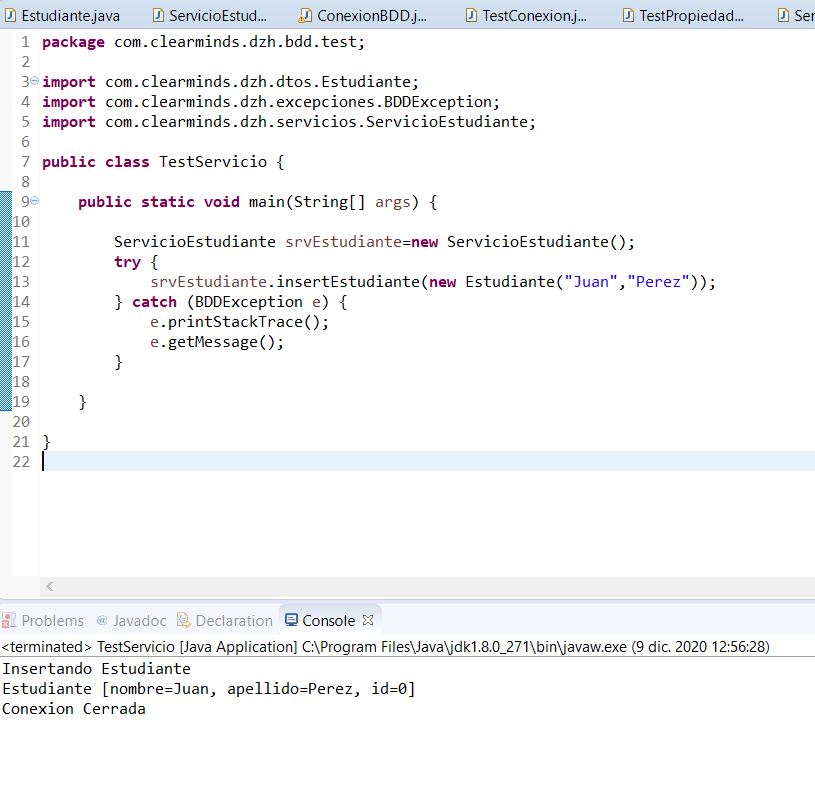 Estudiante.java ServicioEstud... ConexionBDD.j... TestConexion.j... TestPropiedad... Ser
1 package com.clearminds.dzh.bdd.test;
2
3 import com.clearminds.dzh.dtos.Estudiante;
4 import com.clearminds.dzh.excepciones.BDDException;
5 import com.clearminds.dzh.servicios.ServicioEstudiante;
6
7 public class TestServicio {
8
9 public static void main(String[] args) {
10
11 ServicioEstudiante srvEstudiante=new ServicioEstudiante();
12 try {
13 srvEstudiante.insertEstudiante(new Estudiante("Juan","Perez"));
14 } catch (BDDException e) {
15 e.printStackTrace();
16 e.getMessage();
17 }
18
19 }
20
21 }
22
Problems @ Javadoc Declaration Console
<terminated> TestServicio [Java Application] C:\Program Files\Java\jdk1.8.0_271\bin\javaw.exe (9 dic. 2020 12:56:28)
Insertando Estudiante
Estudiante [nombre=Juan, apellido=Perez, id=0]
Conexion Cerrada